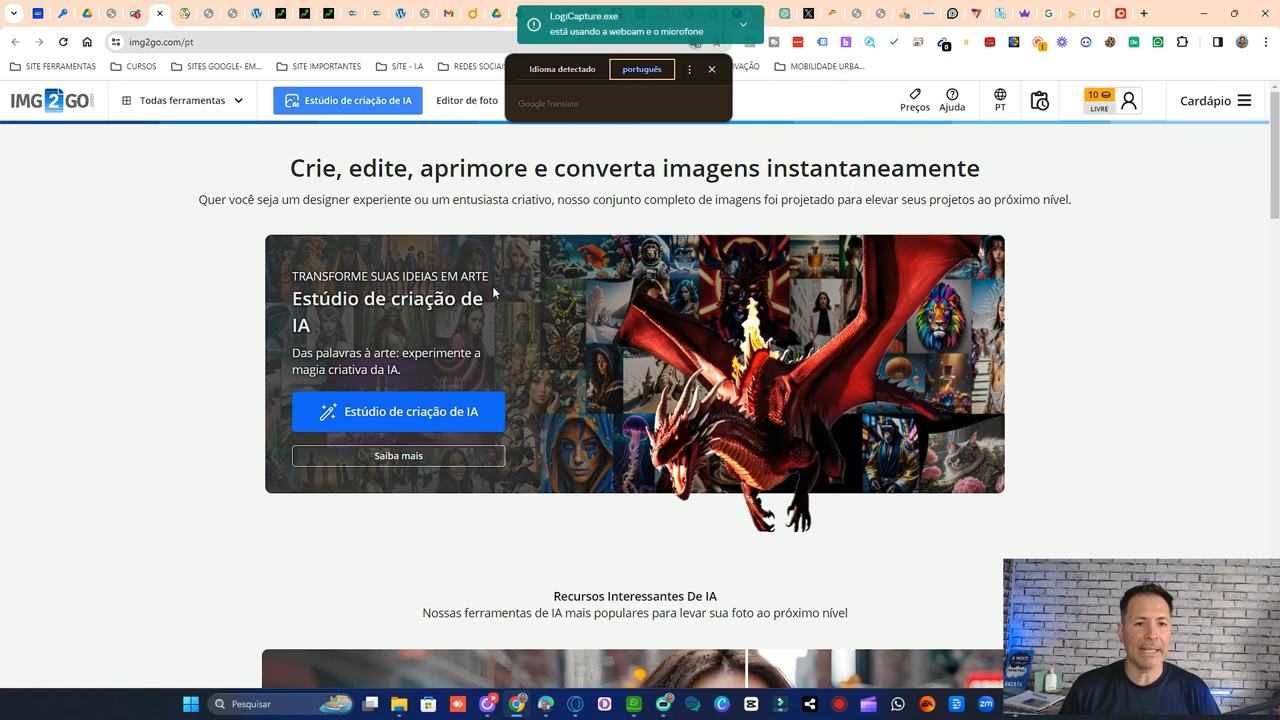 LogiCapture.exe
está usando a webcam e o microfone
img2go.com/pt
SITE FERRAMENTAS
CURSOS
SITES GOOGLE- EM...
SITE IMPORTANTES
SITE - I.A
REDES SOCIAI
VAÇÃO
MOBILIDADE URBA...
Idioma detectado
português
Google Translate
IMG2GO.com
Todas ferramentas
Estúdio de criação de IA
Editor de foto
Preços
Ajuda
PT
10
LIVRE
Cardápio
Crie, edite, aprimore e converta imagens instantaneamente
Quer você seja um designer experiente ou um entusiasta criativo, nosso conjunto completo de imagens foi projetado para elevar seus projetos ao próximo nível.
TRANSFORME SUAS IDEIAS EM ARTE
Estúdio de criação de
IA
Das palavras à arte: experimente a
magia criativa da IA.
Estúdio de criação de IA
Saiba mais
Recursos Interessantes De IA
Nossas ferramentas de IA mais populares para levar sua foto ao próximo nível
Pesquisar